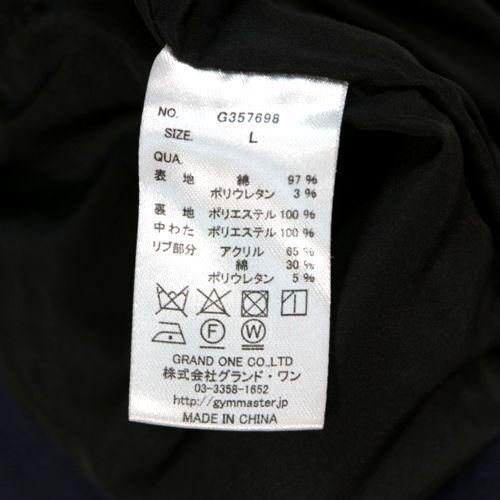 NO. G357698
SIZE. L
QUA.
表 地 綿 97 %
ポリウレタン 3 %
裏 地 ポリエステル 100 %
中わた ポリエステル 100 %
リブ部分 アクリル 65 %
綿 30 %
ポリウレタン 5 %
F W
GRAND ONE CO.,LTD
株式会社グランド・ワン
03-3358-1652
http://gymmaster.jp/
MADE IN CHINA